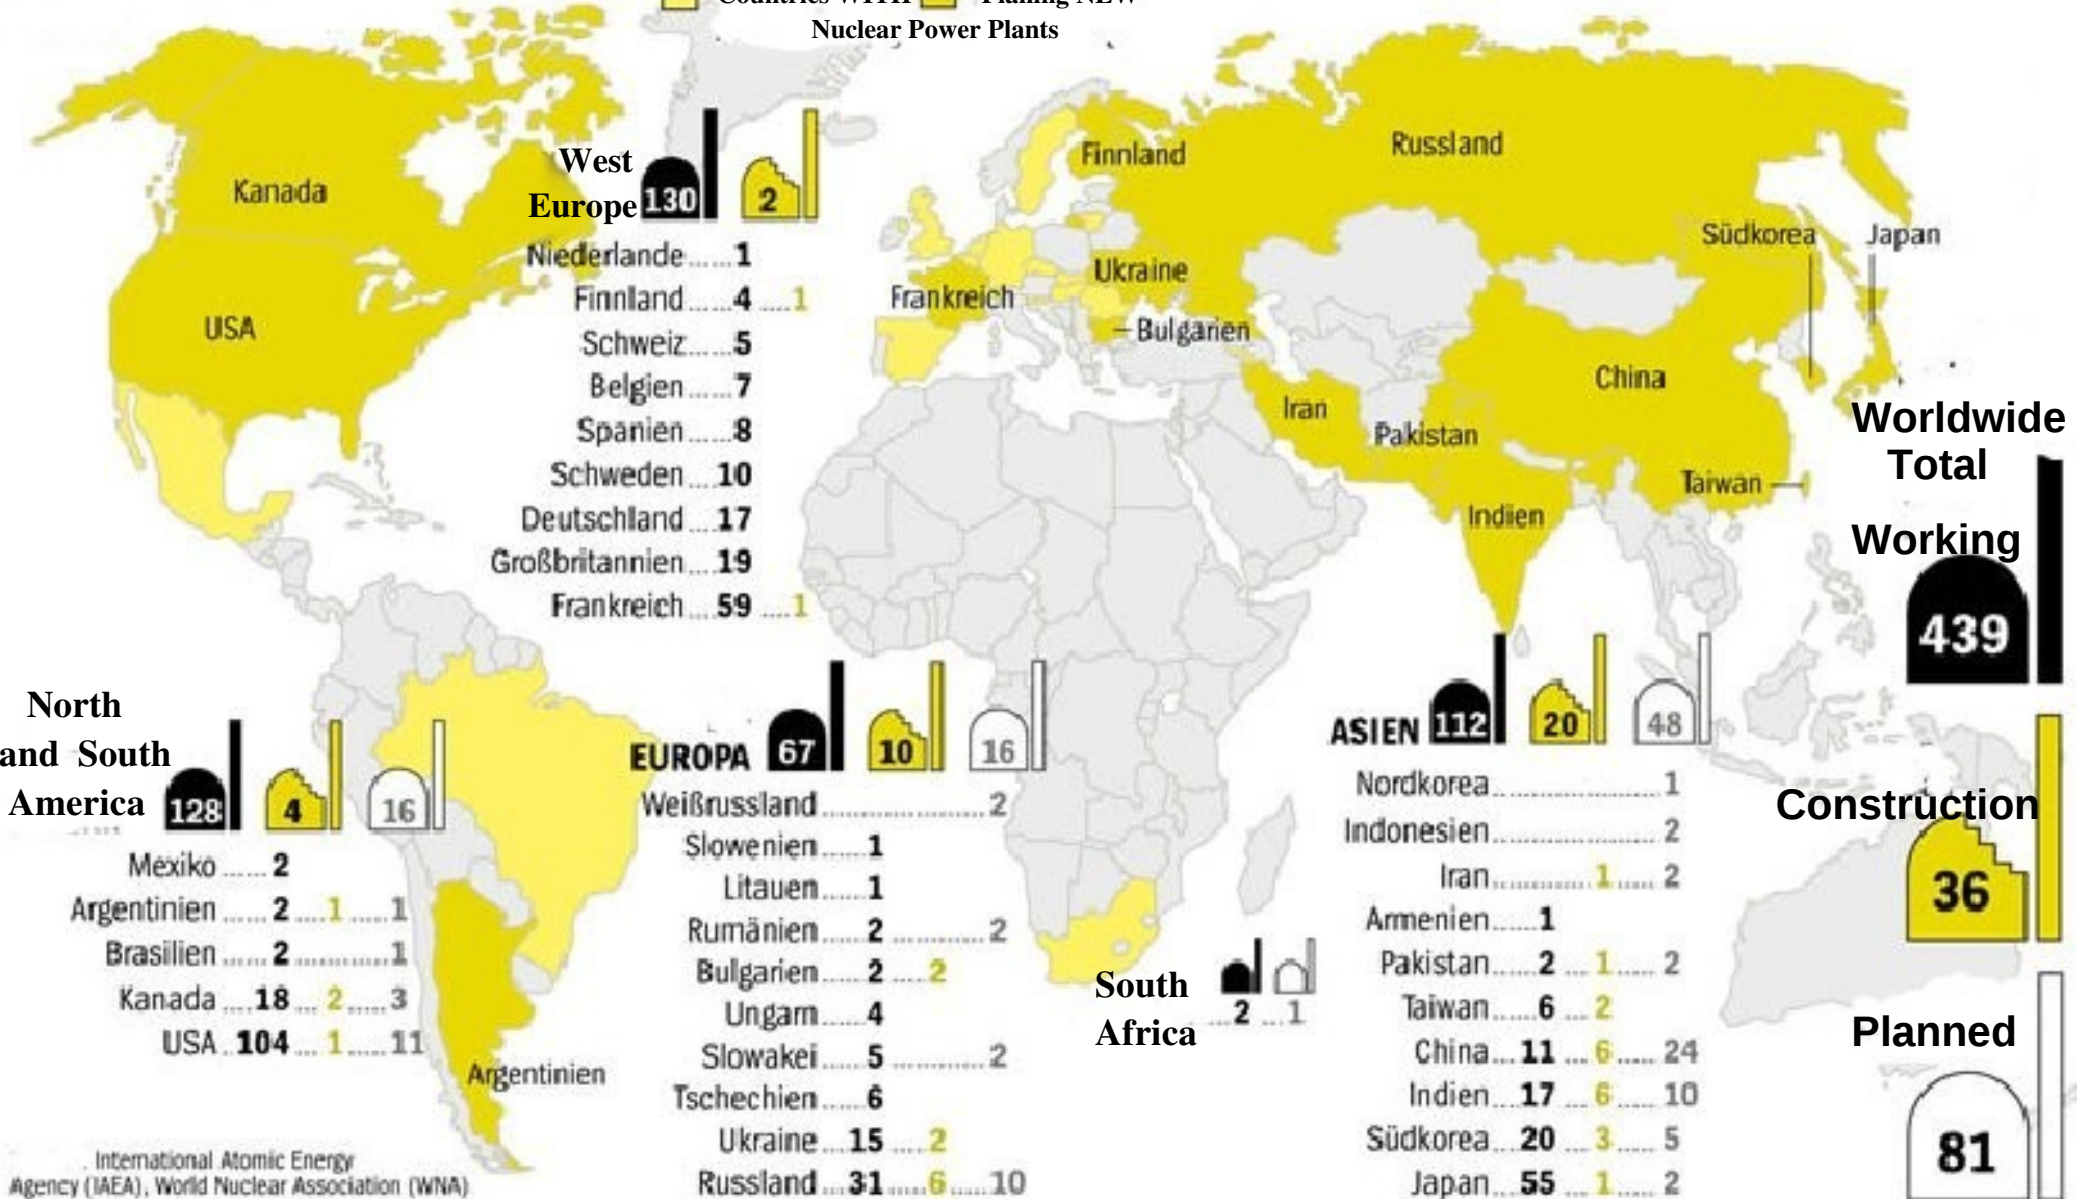 Countries WITH Planing NEW
Nuclear Power Plants
Kanada
USA
Argentinien
Finnland
Russland
Ukraine
Frankreich
Bulgarien
Südkorea
Japan
China
Iran
Pakistan
Indien
Taiwan
West
Europe 130 2
Niederlande......1
Finnland......4.....1
Schweiz......5
Belgien......7
Spanien......8
Schweden....10
Deutschland....17
Großbritannien....19
Frankreich....59.....1
North
and South
America 128 4 16
Mexiko......2
Argentinien......2....1......1
Brasilien......2.............1
Kanada....18....2.....3
USA..104....1......11
EUROPA 67 10 16
Weißrussland......................2
Slowenien......1
Litauen......1
Rumänien......2..............2
Bulgarien......2.....2
Ungarn......4
Slowakei......5..............2
Tschechien......6
Ukraine....15.....2
Russland...31......6......10
South
Africa ....2....1
ASIEN 112 20 48
Nordkorea......................1
Indonesien......................2
Iran..............1......2
Armenien......1
Pakistan......2....1......2
Taiwan......6....2
China...11....6......24
Indien...17....6......10
Südkorea...20....3......5
Japan...55....1......2
Worldwide
Total
Working
439
Construction
36
Planned
81
International Atomic Energy
Agency (IAEA), World Nuclear Association (WNA)